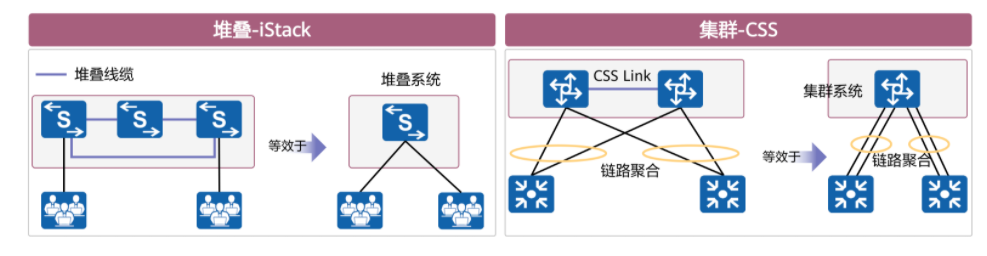 堆叠-iStack
堆叠线缆
S
S
S
等效于
堆叠系统
S
集群-CSS
CSS Link
链路聚合
等效于
集群系统
链路聚合